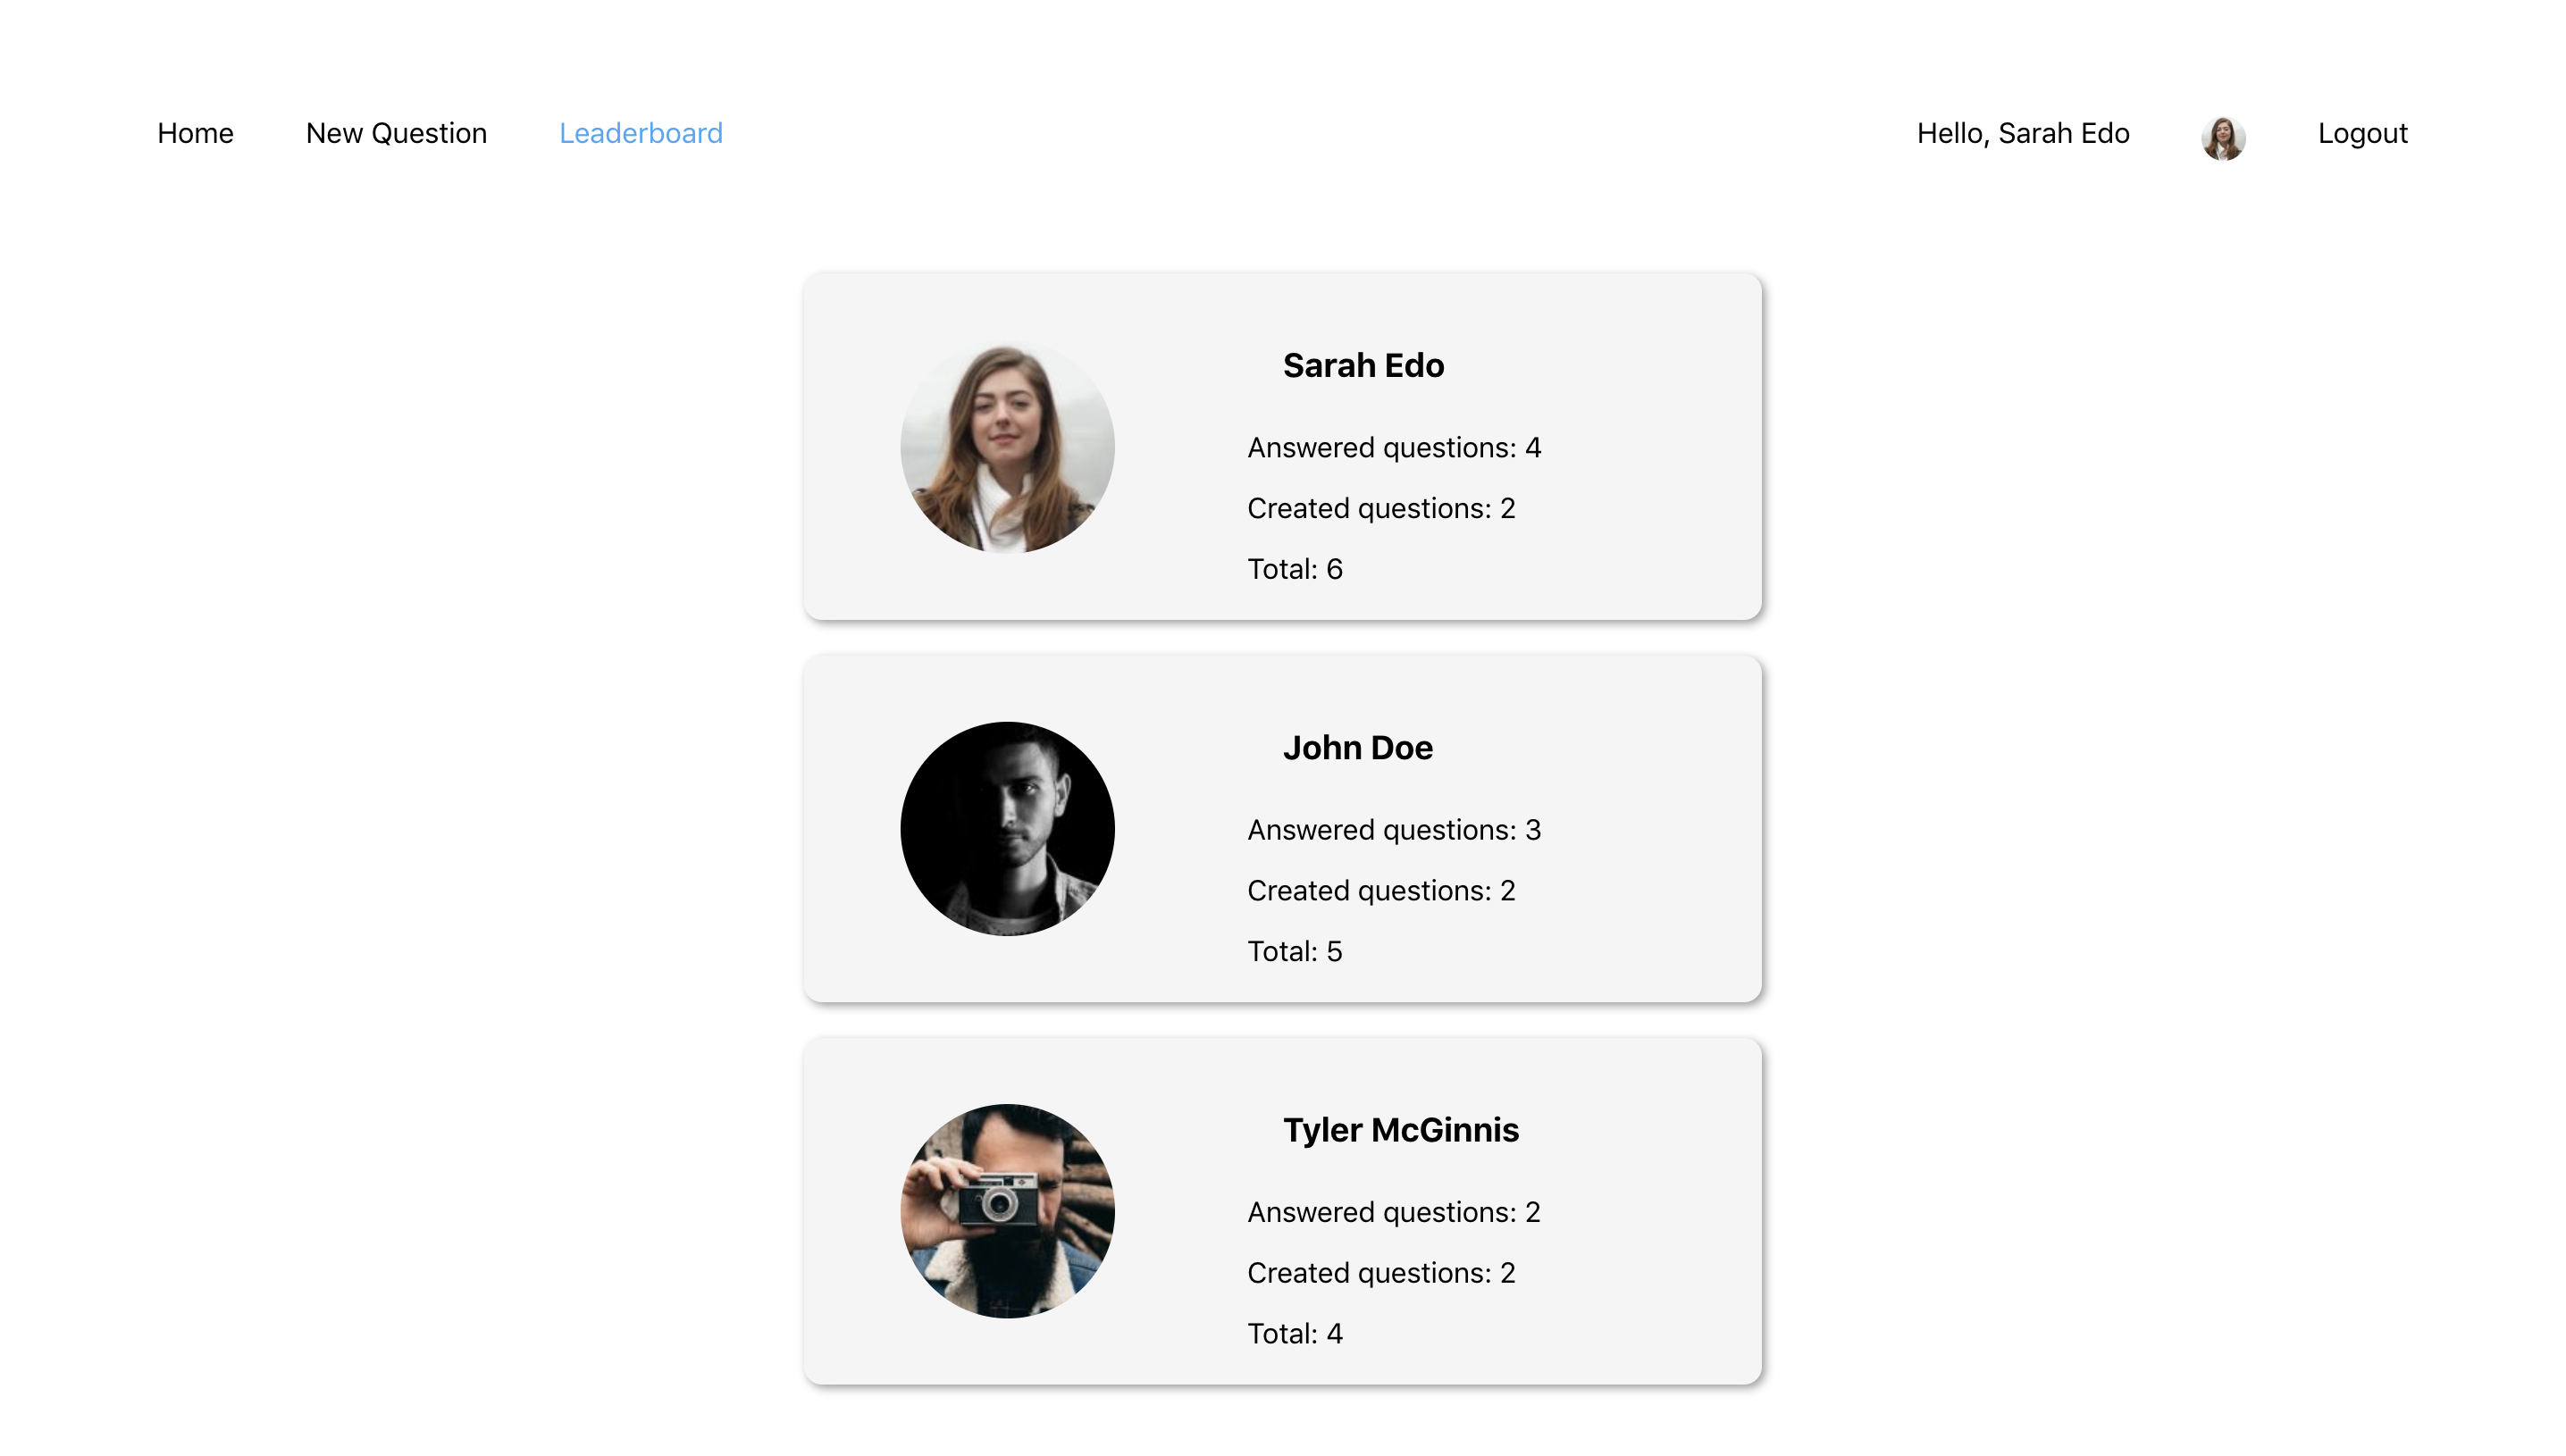 Home New Question Leaderboard Hello, Sarah Edo Logout
Sarah Edo
Answered questions: 4
Created questions: 2
Total: 6
John Doe
Answered questions: 3
Created questions: 2
Total: 5
Tyler McGinnis
Answered questions: 2
Created questions: 2
Total: 4